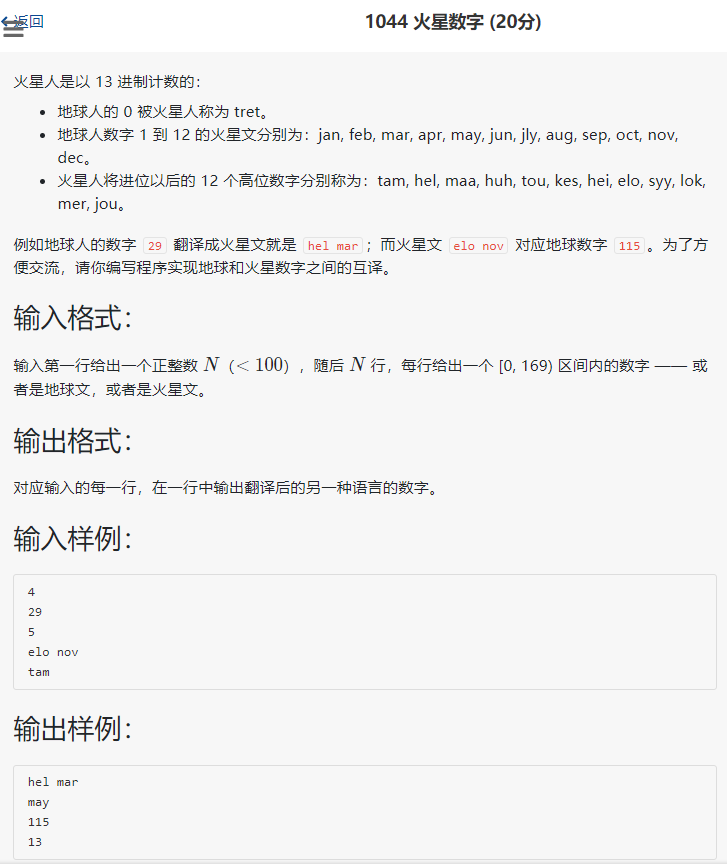 返回
1044 火星数字 (20分)
火星人是以 13 进制计数的：
• 地球人的 0 被火星人称为 tret。
• 地球人数字 1 到 12 的火星文分别为：jan, feb, mar, apr, may, jun, jly, aug, sep, oct, nov,
dec。
• 火星人将进位以后的 12 个高位数字分别称为：tam, hel, maa, huh, tou, kes, hei, elo, syy, lok,
mer, jou。
例如地球人的数字 29 翻译成火星文就是 hel mar；而火星文 elo nov 对应地球数字 115。为了方
便交流，请你编写程序实现地球和火星数字之间的互译。
输入格式：
输入第一行给出一个正整数 N（< 100），随后 N 行，每行给出一个 [0, 169) 区间内的数字 —— 或
者是地球文，或者是火星文。
输出格式：
对应输入的每一行，在一行中输出翻译后的另一种语言的数字。
输入样例：
4
29
5
elo nov
tam
输出样例：
hel mar
may
115
13